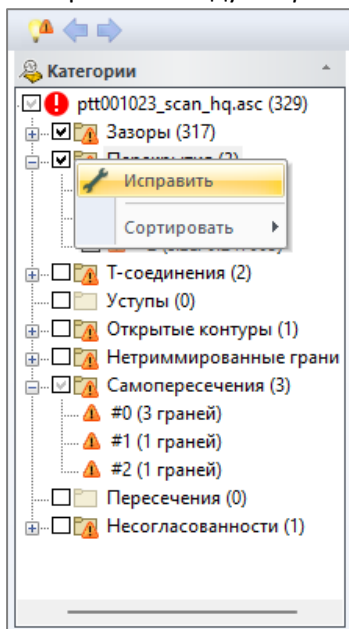 Категории
ptt001023_scan_hq.asc (329)
Зазоры (317)
Исправить
Сортировать
Т-соединения (2)
Уступы (0)
Открытые контуры (1)
Нетриммированные грани
Самопересечения (3)
#0 (3 граней)
#1 (1 граней)
#2 (1 граней)
Пересечения (0)
Несогласованности (1)